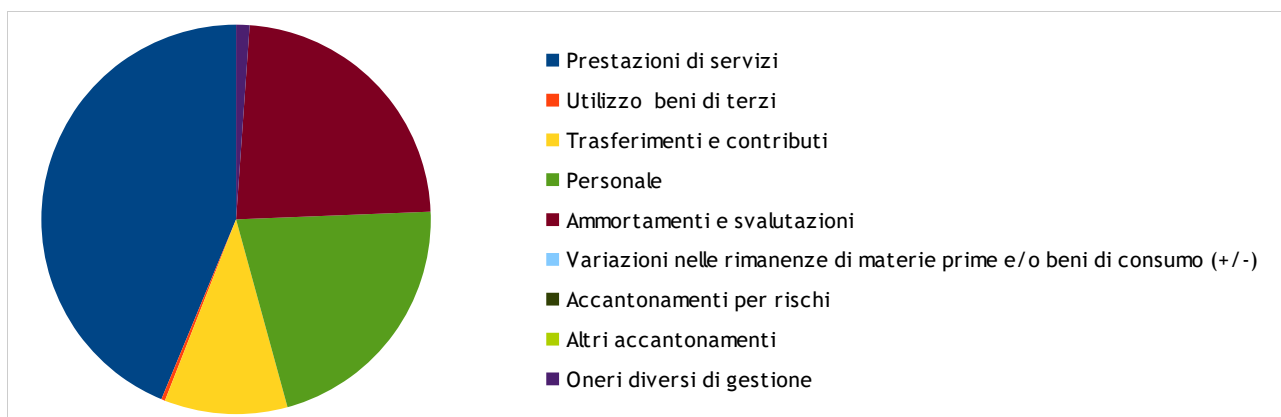 Prestazioni di servizi
Utilizzo beni di terzi
Trasferimenti e contributi
Personale
Ammortamenti e svalutazioni
Variazioni nelle rimanenze di materie prime e/o beni di consumo (+/-)
Accantonamenti per rischi
Altri accantonamenti
Oneri diversi di gestione